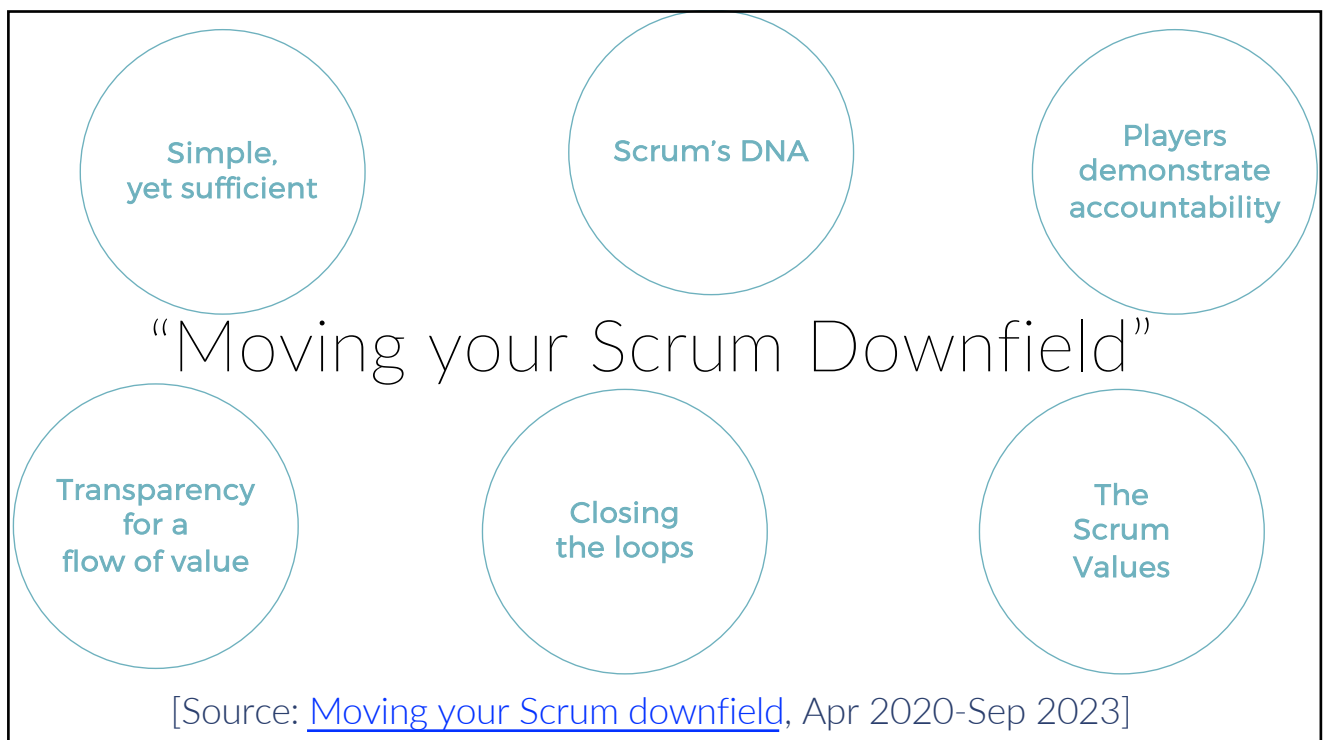 Simple,
yet sufficient
Scrum’s DNA
Players
demonstrate
accountability
“Moving your Scrum Downfield”
Transparency
for a
flow of value
Closing
the loops
The
Scrum
Values
[Source: Moving your Scrum downfield, Apr 2020-Sep 2023]